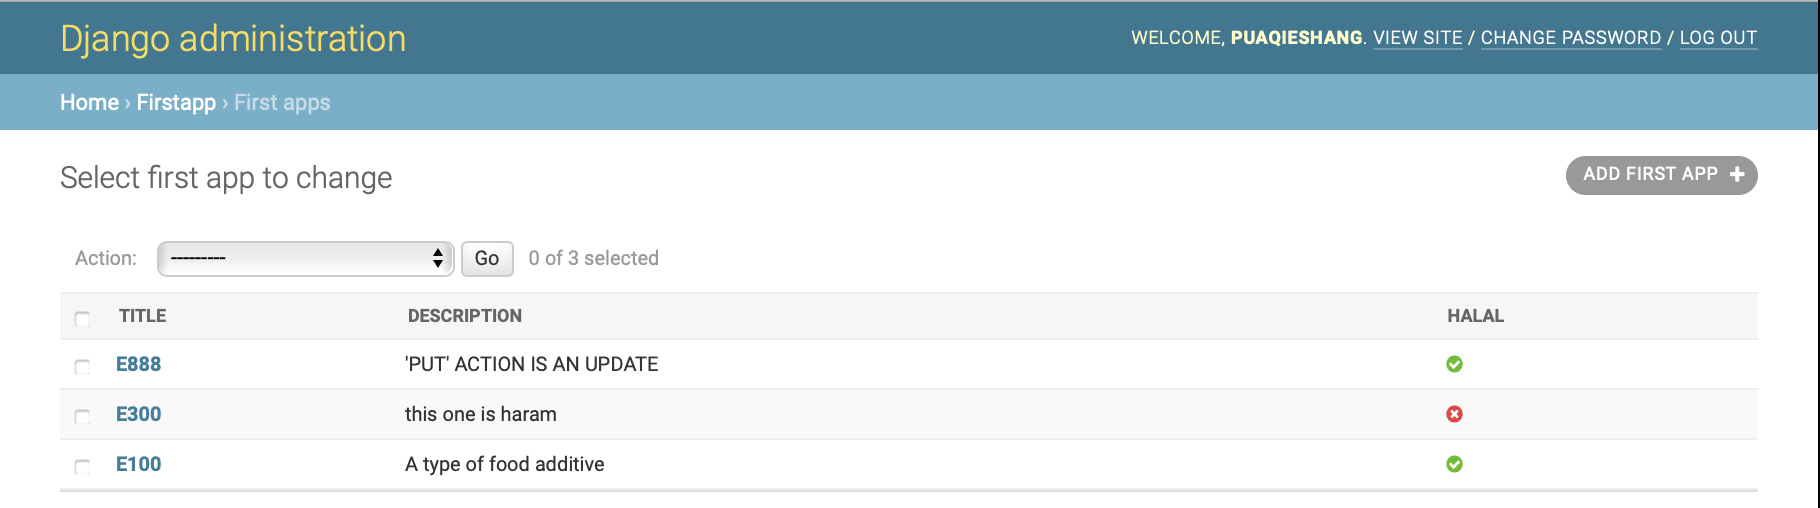 Django administration
WELCOME, PUAQIESHANG. VIEW SITE / CHANGE PASSWORD / LOG OUT
Home › Firstapp › First apps
Select first app to change
ADD FIRST APP +
Action: --------- Go 0 of 3 selected
TITLE DESCRIPTION HALAL
E888 'PUT' ACTION IS AN UPDATE
E300 this one is haram
E100 A type of food additive